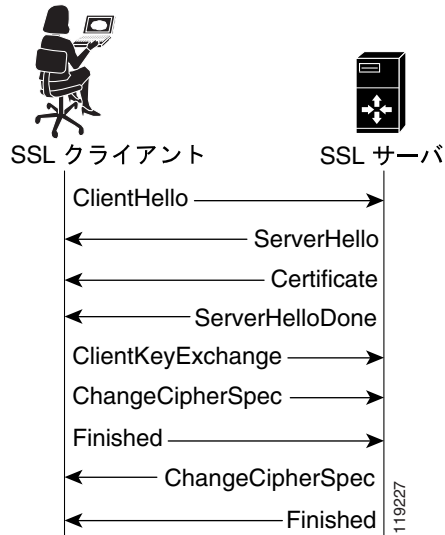 SSL クライアント
SSL サーバ
ClientHello
ServerHello
Certificate
ServerHelloDone
ClientKeyExchange
ChangeCipherSpec
Finished
ChangeCipherSpec
Finished
119227